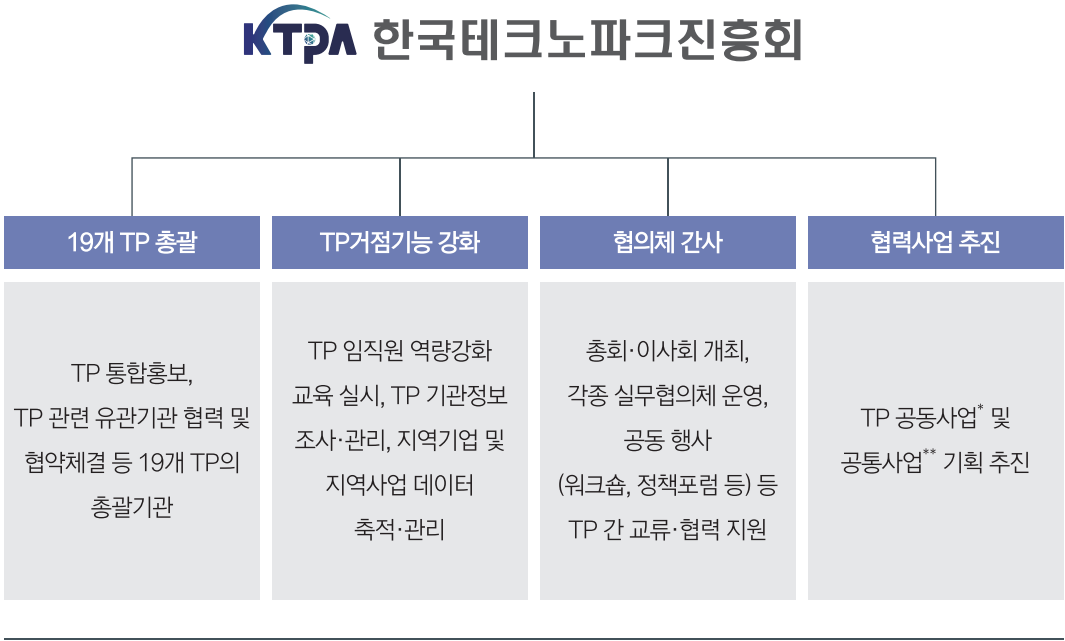 KTPA 한국테크노파크진흥회
19개 TP 총괄
TP 통합홍보,
TP 관련 유관기관 협력 및
협약체결 등 19개 TP의
총괄기관
TP거점기능 강화
TP 임직원 역량강화
교육 실시, TP 기관정보
조사·관리, 지역기업 및
지역사업 데이터
축적·관리
협의체 간사
총회·이사회 개최,
각종 실무협의체 운영,
공동 행사
(워크숍, 정책포럼 등) 등
TP 간 교류·협력 지원
협력사업 추진
TP 공동사업* 및
공통사업** 기획 추진